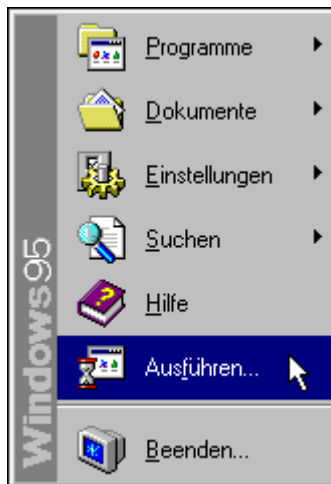 Programme
Dokumente
Einstellungen
Suchen
Hilfe
Ausführen...
Beenden...
Windows95